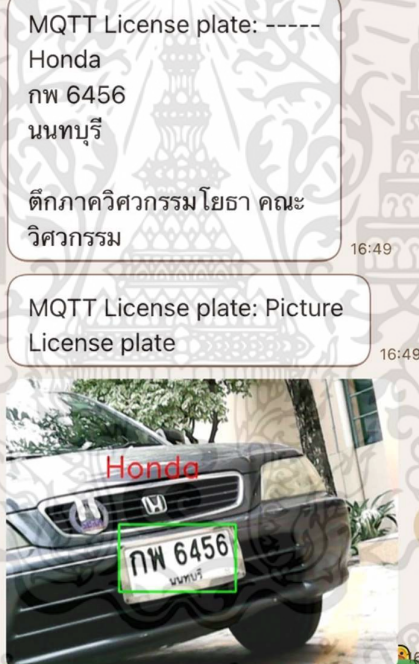 MQTT License plate: -----
Honda
กพ 6456
นนทบุรี
ตึกภาควิศวกรรมโยธา คณะ
วิศวกรรม
16:49
MQTT License plate: Picture
License plate
16:49
Honda
กพ 6456
นนทบุรี